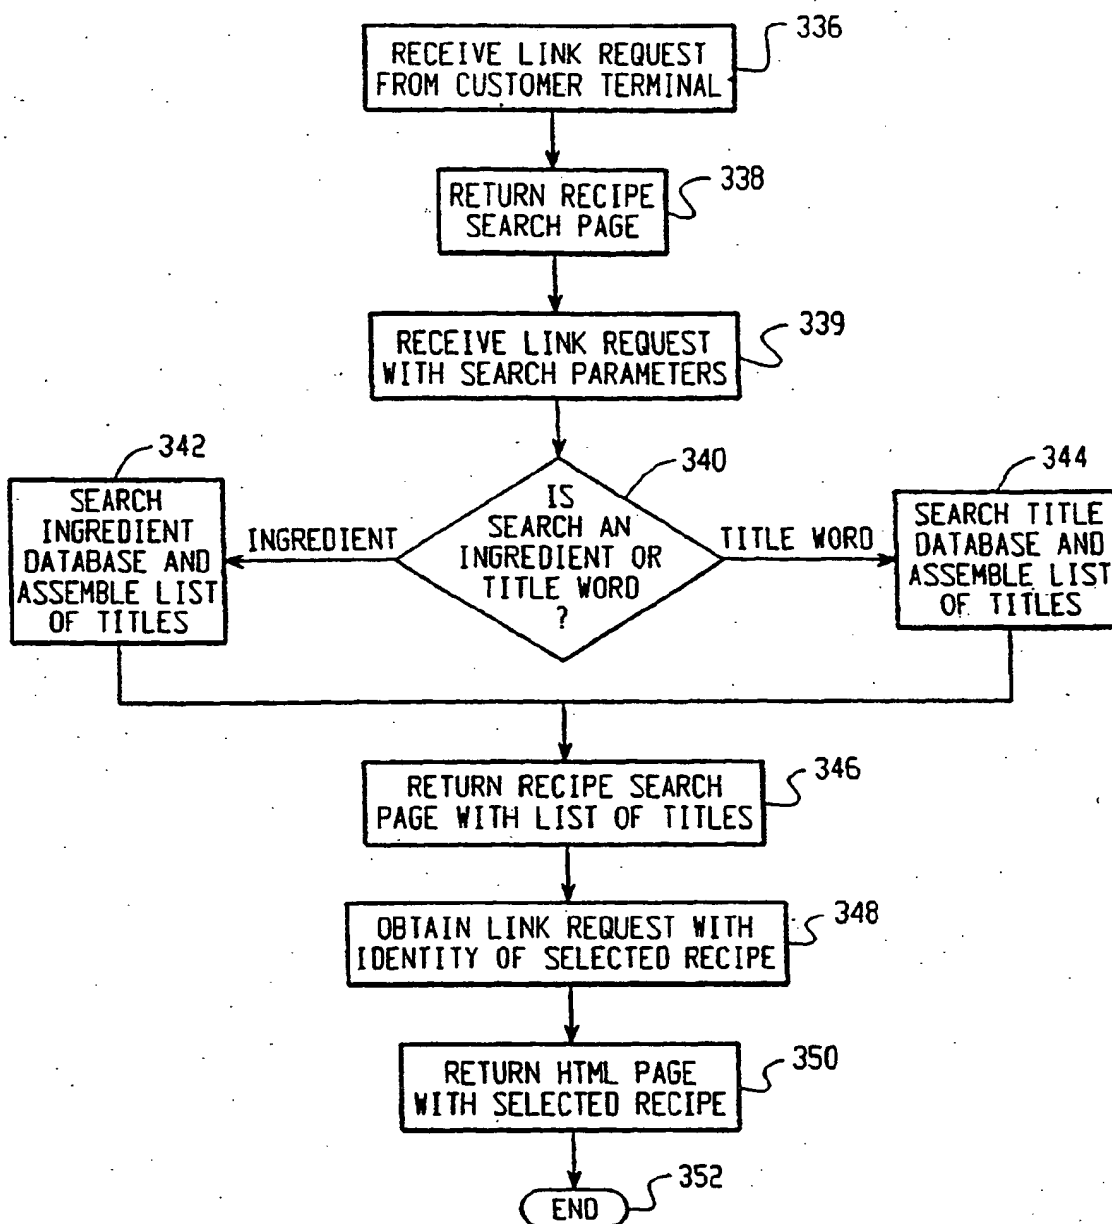 336
RECEIVE LINK REQUEST
FROM CUSTOMER TERMINAL
338
RETURN RECIPE
SEARCH PAGE
339
RECEIVE LINK REQUEST
WITH SEARCH PARAMETERS
342
SEARCH
INGREDIENT
DATABASE AND
ASSEMBLE LIST
OF TITLES
INGREDIENT
340
IS
SEARCH AN
INGREDIENT OR
TITLE WORD
?
TITLE WORD
344
SEARCH TITLE
DATABASE AND
ASSEMBLE LIST
OF TITLES
346
RETURN RECIPE SEARCH
PAGE WITH LIST OF TITLES
348
OBTAIN LINK REQUEST WITH
IDENTITY OF SELECTED RECIPE
350
RETURN HTML PAGE
WITH SELECTED RECIPE
352
END